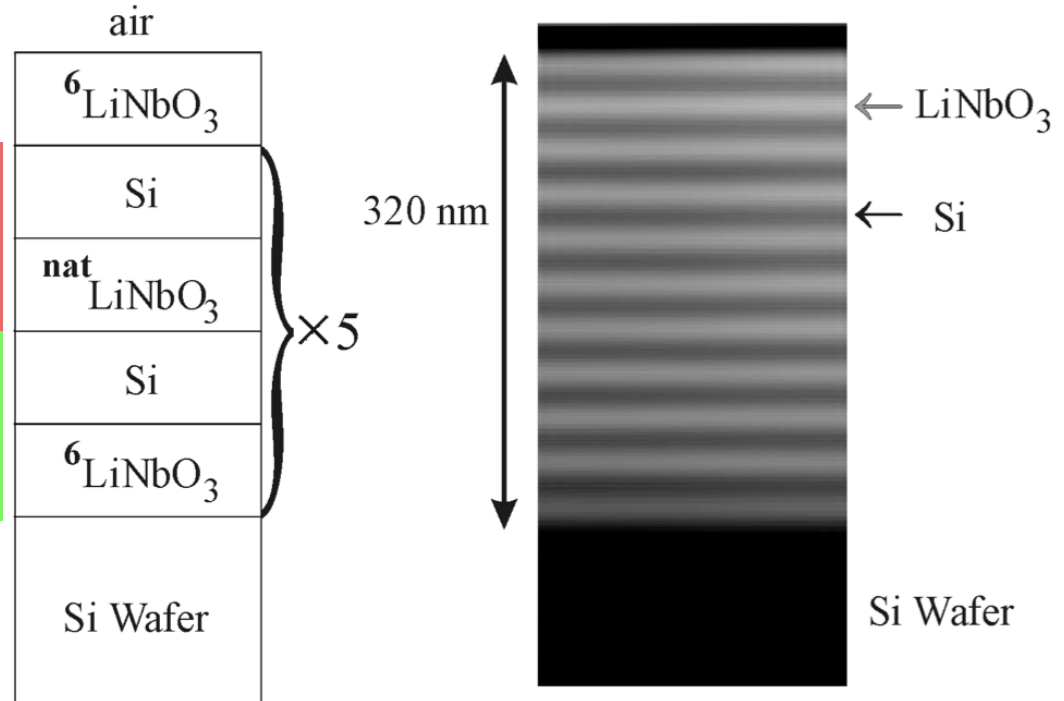 air
⁶LiNbO₃
Si
ⁿᵃᵗLiNbO₃
Si
⁶LiNbO₃
×5
Si Wafer
320 nm
LiNbO₃
Si
Si Wafer